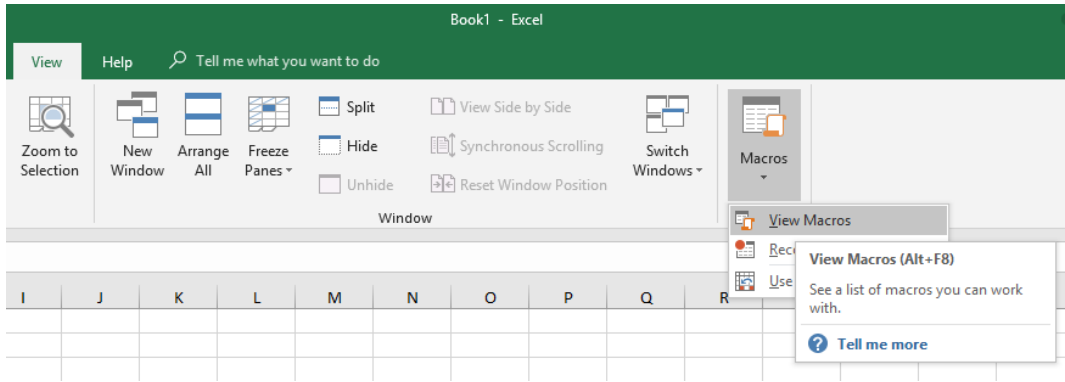 Book1 - Excel
View Help Tell me what you want to do
Zoom to Selection
New Window
Arrange All
Freeze Panes
Split
Hide
Unhide
View Side by Side
Synchronous Scrolling
Reset Window Position
Switch Windows
Macros
Window
View Macros
Rec
Use
View Macros (Alt+F8)
See a list of macros you can work
with.
? Tell me more
I J K L M N O P Q R